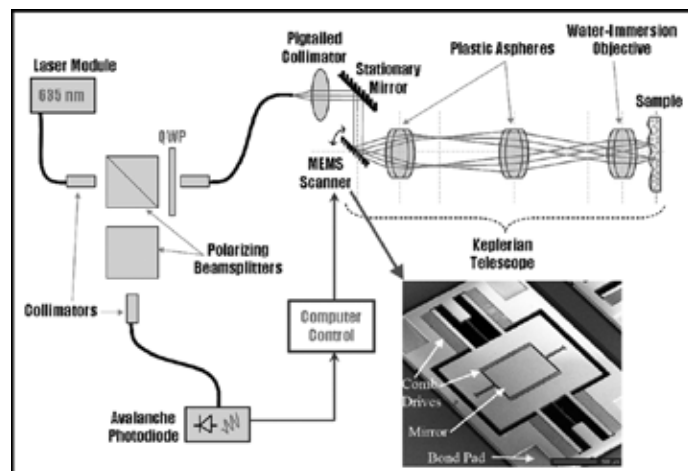 Laser Module
635 nm
QWP
Pigtailed
Collimator
Stationary
Mirror
Plastic Aspheres
Water-Immersion
Objective
Sample
MEMS
Scanner
Keplerian
Telescope
Polarizing
Beamsplitters
Collimators
Computer
Control
Avalanche
Photodiode
Comb
Drives
Mirror
Bond Pad